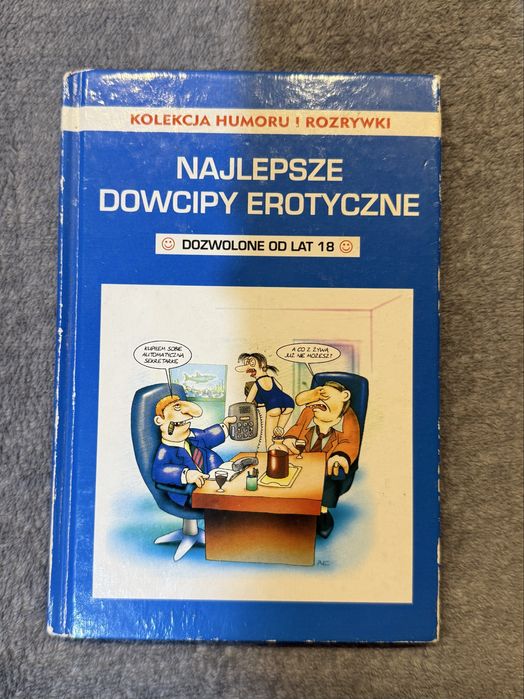 KOLEKCJA HUMORU I ROZRYWKI
NAJLEPSZE
DOWCIPY EROTYCZNE
DOZWOLONE OD LAT 18
KUPIŁEM SOBIE
AUTOMATYCZNĄ
SEKRETARKĘ
A CO Z ŻYWĄ
JUŻ NIE MOŻESZ?